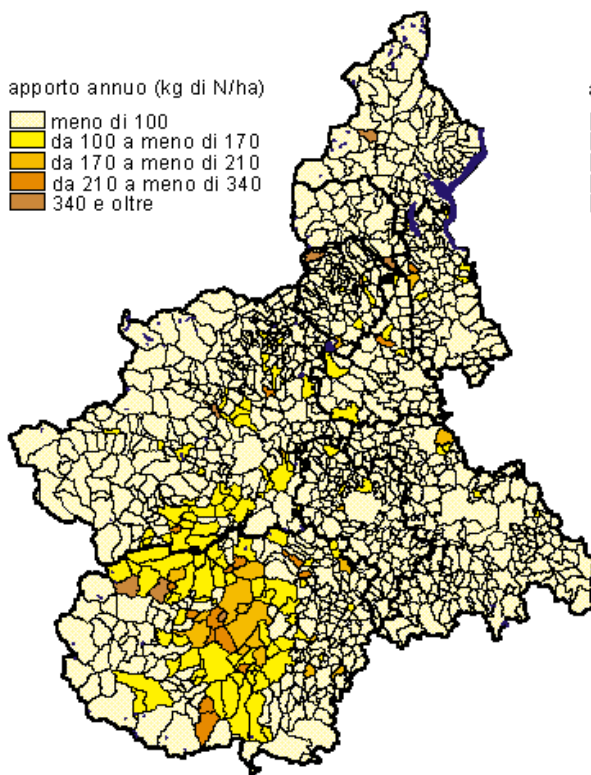 apporto annuo (kg di N/ha)
meno di 100
da 100 a meno di 170
da 170 a meno di 210
da 210 a meno di 340
340 e oltre
a